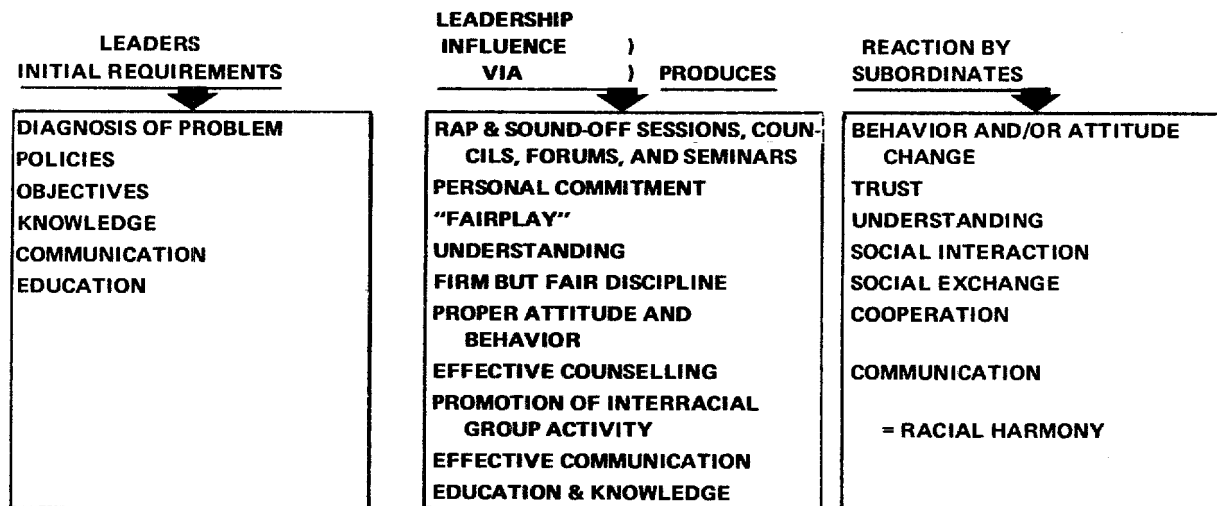 LEADERS
INITIAL REQUIREMENTS
DIAGNOSIS OF PROBLEM
POLICIES
OBJECTIVES
KNOWLEDGE
COMMUNICATION
EDUCATION
LEADERSHIP
INFLUENCE )
VIA ) PRODUCES
RAP & SOUND-OFF SESSIONS, COUN-
CILS, FORUMS, AND SEMINARS
PERSONAL COMMITMENT
"FAIRPLAY"
UNDERSTANDING
FIRM BUT FAIR DISCIPLINE
PROPER ATTITUDE AND
BEHAVIOR
EFFECTIVE COUNSELLING
PROMOTION OF INTERRACIAL
GROUP ACTIVITY
EFFECTIVE COMMUNICATION
EDUCATION & KNOWLEDGE
REACTION BY
SUBORDINATES
BEHAVIOR AND/OR ATTITUDE
CHANGE
TRUST
UNDERSTANDING
SOCIAL INTERACTION
SOCIAL EXCHANGE
COOPERATION
COMMUNICATION
= RACIAL HARMONY